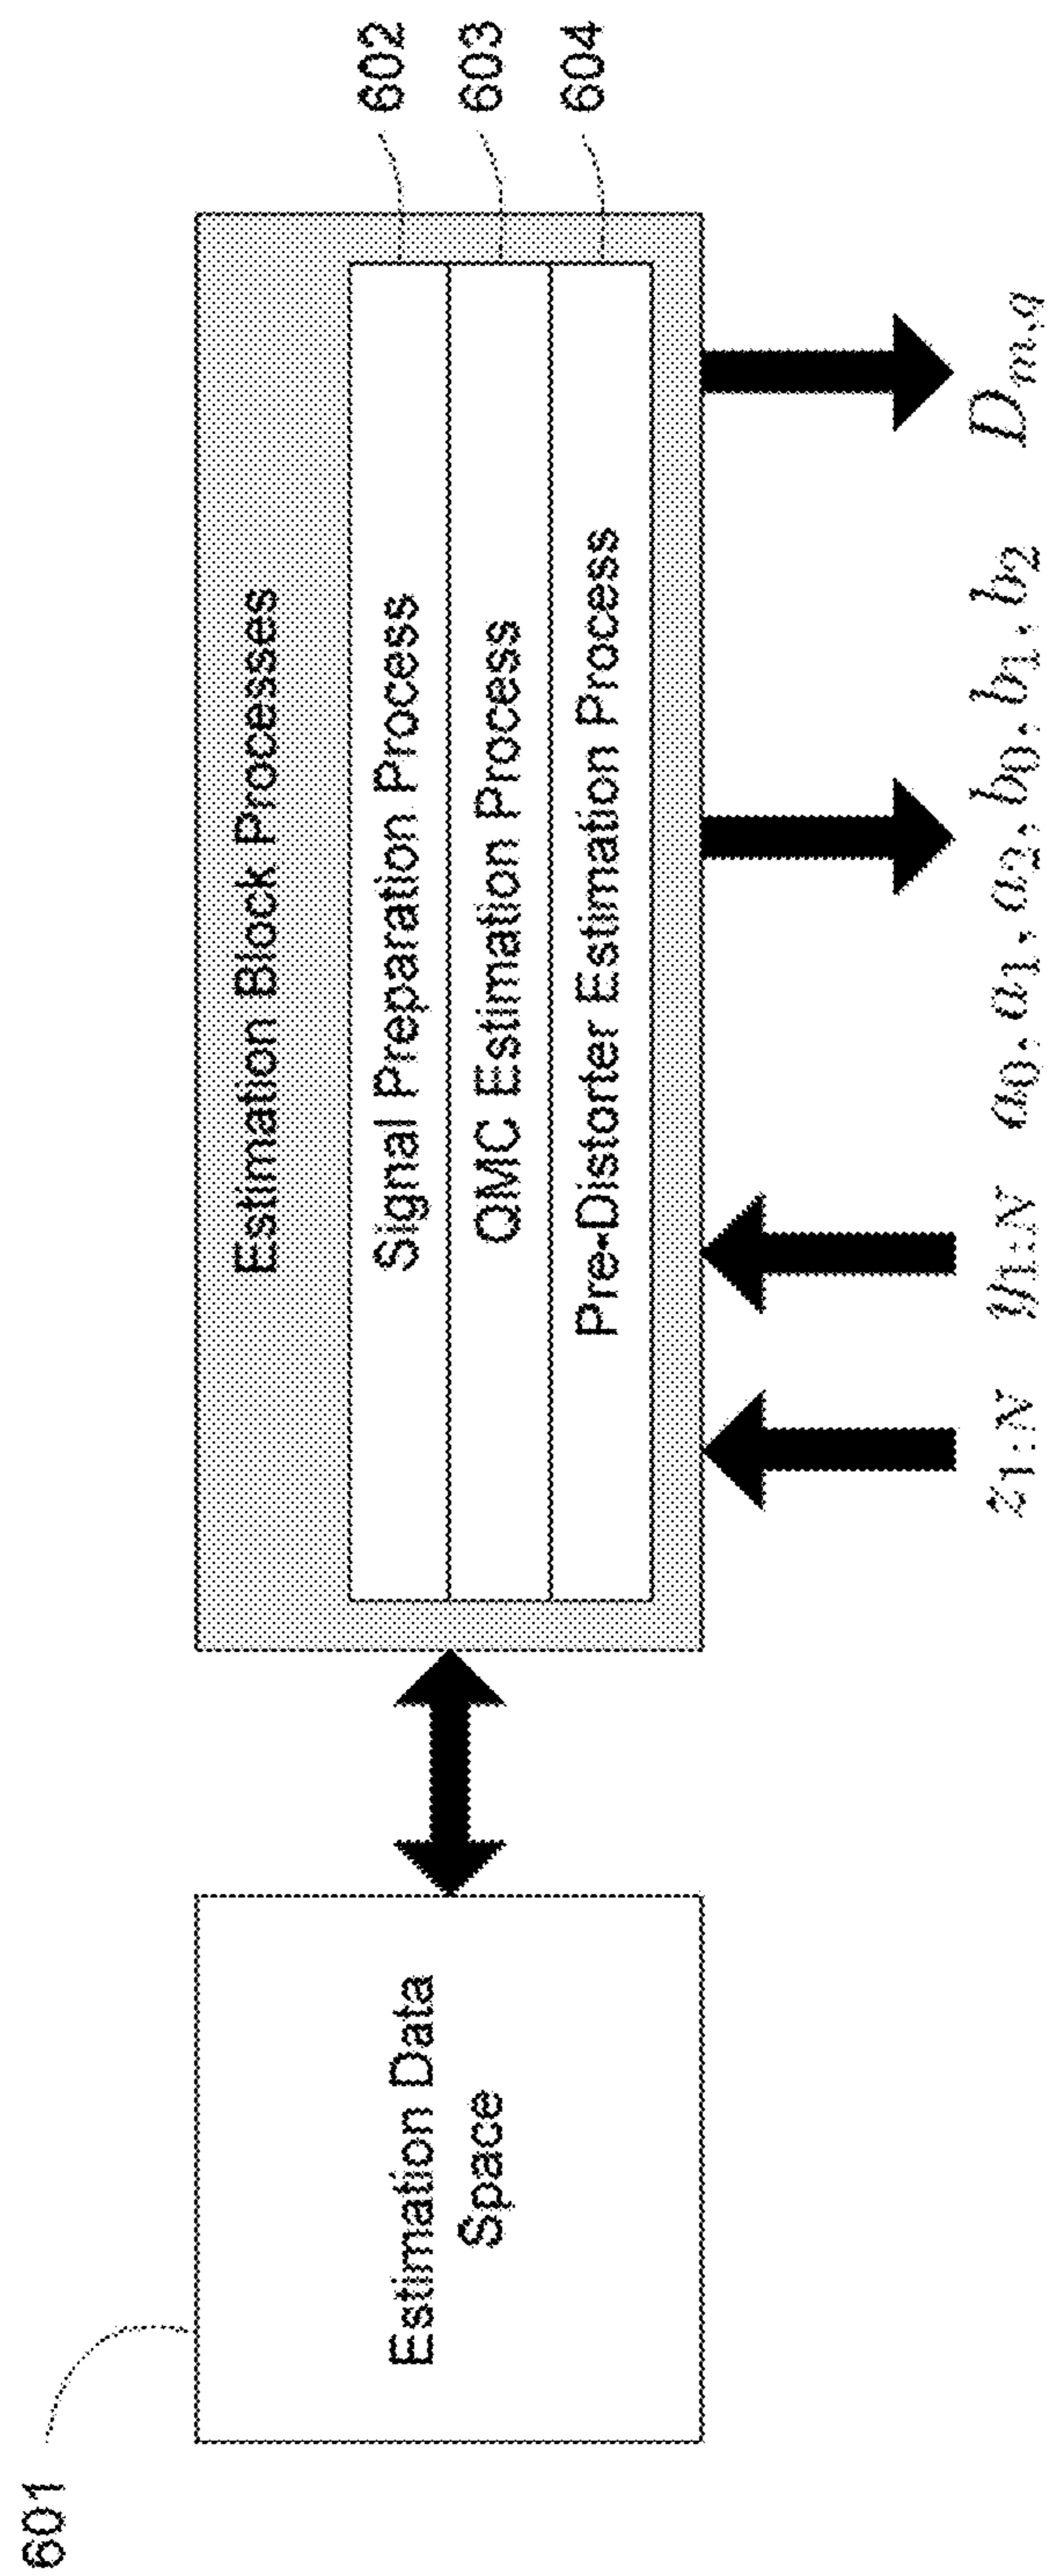 601
Estimation Data
Space
Estimation Block Processes
Signal Preparation Process
602
QMC Estimation Process
603
Pre-Distorter Estimation Process
604
z1:N
y1:N
a0, a1, a2, b0, b1, b2
Dm,q